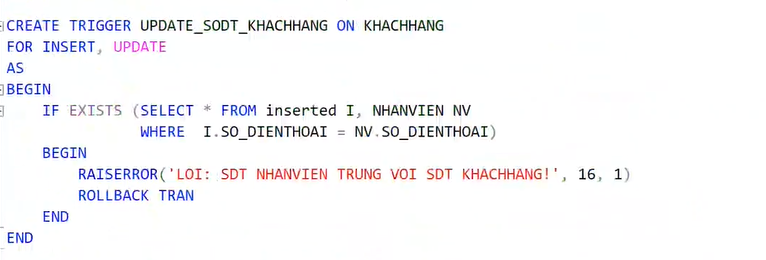 CREATE TRIGGER UPDATE_SODT_KHACHHANG ON KHACHHANG
FOR INSERT, UPDATE
AS
BEGIN
    IF EXISTS (SELECT * FROM inserted I, NHANVIEN NV
               WHERE  I.SO_DIENTHOAI = NV.SO_DIENTHOAI)
    BEGIN
        RAISERROR('LOI: SDT NHANVIEN TRUNG VOI SDT KHACHHANG!', 16, 1)
        ROLLBACK TRAN
    END
END